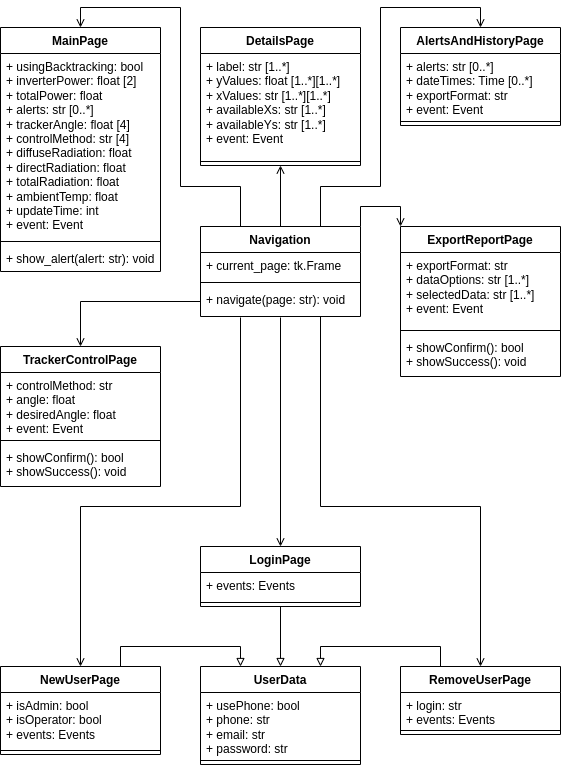 MainPage
+ usingBacktracking: bool
+ inverterPower: float [2]
+ totalPower: float
+ alerts: str [0..*]
+ trackerAngle: float [4]
+ controlMethod: str [4]
+ diffuseRadiation: float
+ directRadiation: float
+ totalRadiation: float
+ ambientTemp: float
+ updateTime: int
+ event: Event
+ show_alert(alert: str): void
DetailsPage
+ label: str [1..*]
+ yValues: float [1..*][1..*]
+ xValues: str [1..*][1..*]
+ availableXs: str [1..*]
+ availableYs: str [1..*]
+ event: Event
AlertsAndHistoryPage
+ alerts: str [0..*]
+ dateTimes: Time [0..*]
+ exportFormat: str
+ event: Event
Navigation
+ current_page: tk.Frame
+ navigate(page: str): void
ExportReportPage
+ exportFormat: str
+ dataOptions: str [1..*]
+ selectedData: str [1..*]
+ event: Event
+ showConfirm(): bool
+ showSuccess(): void
TrackerControlPage
+ controlMethod: str
+ angle: float
+ desiredAngle: float
+ event: Event
+ showConfirm(): bool
+ showSuccess(): void
LoginPage
+ events: Events
NewUserPage
+ isAdmin: bool
+ isOperator: bool
+ events: Events
UserData
+ usePhone: bool
+ phone: str
+ email: str
+ password: str
RemoveUserPage
+ login: str
+ events: Events